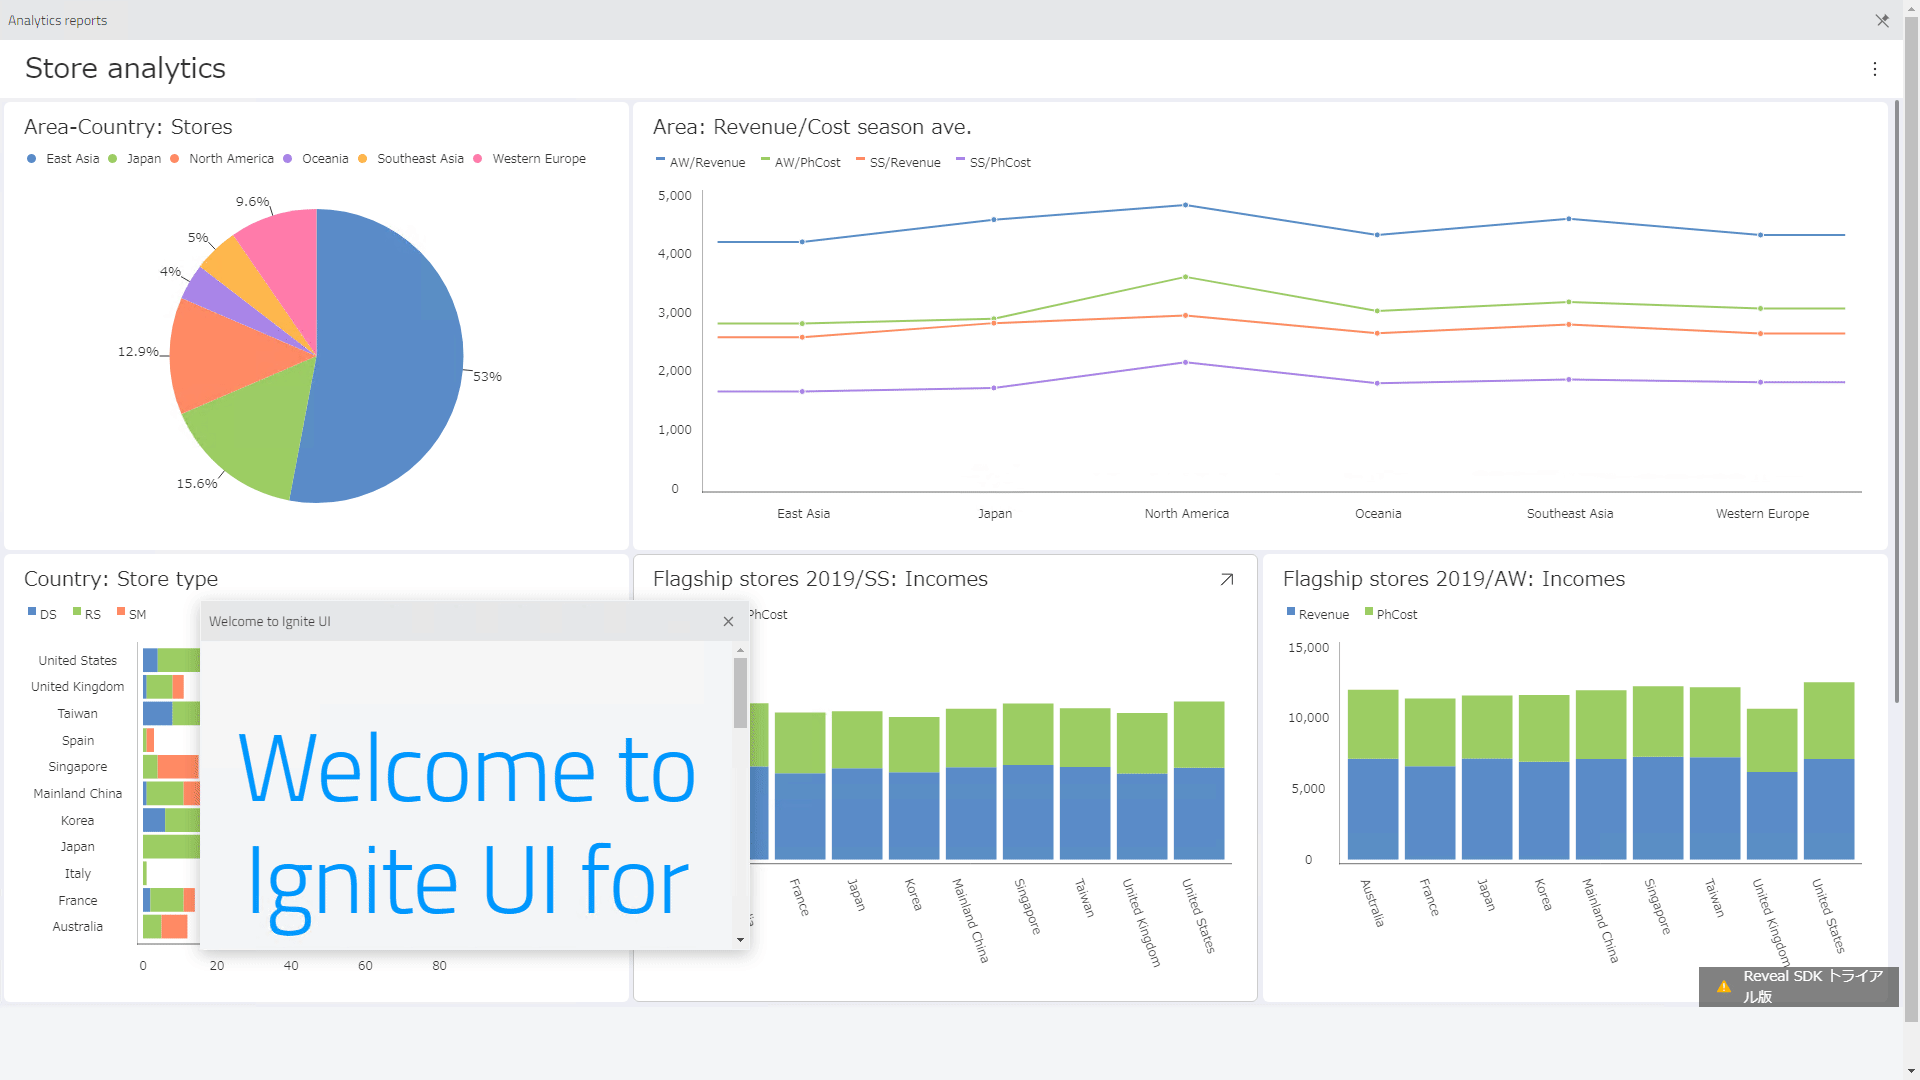 Analytics reports
Store analytics
Area-Country: Stores
East Asia Japan North America Oceania Southeast Asia Western Europe
9.6%
5%
4%
12.9%
53%
15.6%
Area: Revenue/Cost season ave.
AW/Revenue AW/PhCost SS/Revenue SS/PhCost
5,000
4,000
3,000
2,000
1,000
0
East Asia Japan North America Oceania Southeast Asia Western Europe
Country: Store type
DS RS SM
United States
United Kingdom
Taiwan
Spain
Singapore
Mainland China
Korea
Japan
Italy
France
Australia
0 20 40 60 80
Welcome to Ignite UI
Welcome to
Ignite UI for
Flagship stores 2019/SS: Incomes
PhCost
France Japan Korea Mainland China Singapore Taiwan United Kingdom United States
Flagship stores 2019/AW: Incomes
Revenue PhCost
15,000
10,000
5,000
0
Australia France Japan Korea Mainland China Singapore Taiwan United Kingdom United States
Reveal SDK トライア
ル版